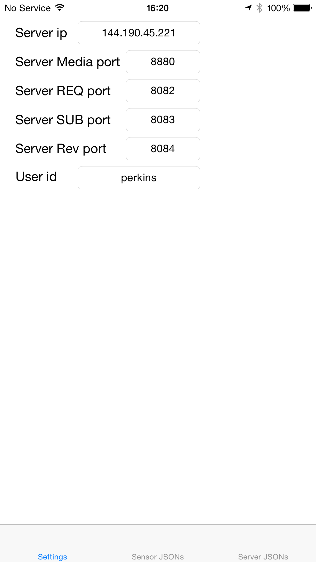 No Service 16:20 100%
Server ip 144.190.45.221
Server Media port 8880
Server REQ port 8082
Server SUB port 8083
Server Rev port 8084
User id perkins
Settings Sensor JSONs Server JSONs